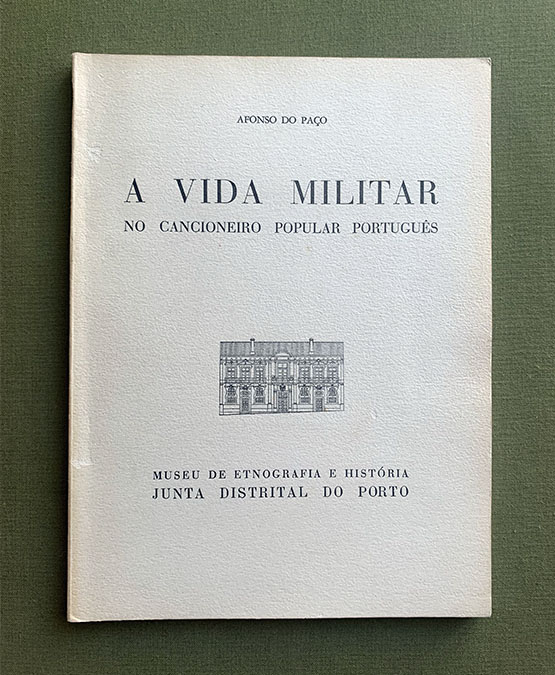 AFONSO DO PAÇO
A VIDA MILITAR
NO CANCIONEIRO POPULAR PORTUGUÊS
MUSEU DE ETNOGRAFIA E HISTÓRIA
JUNTA DISTRITAL DO PORTO